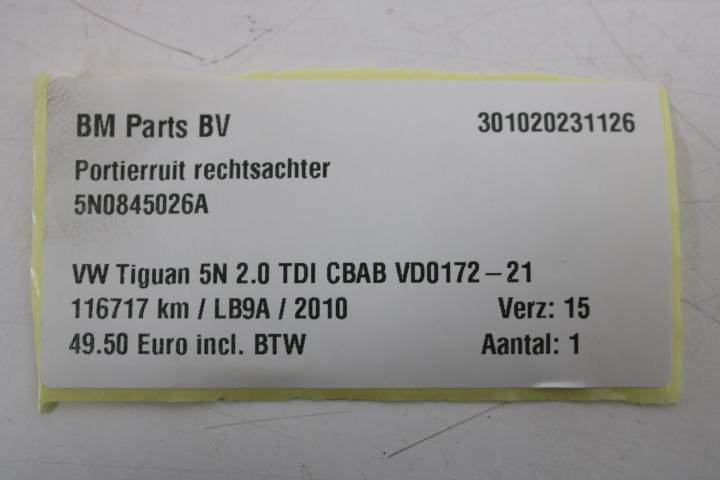 BM Parts BV 301020231126
Portierruit rechtsachter
5N0845026A
VW Tiguan 5N 2.0 TDI CBAB VD0172-21
116717 km / LB9A / 2010 Verz: 15
49.50 Euro incl. BTW Aantal: 1